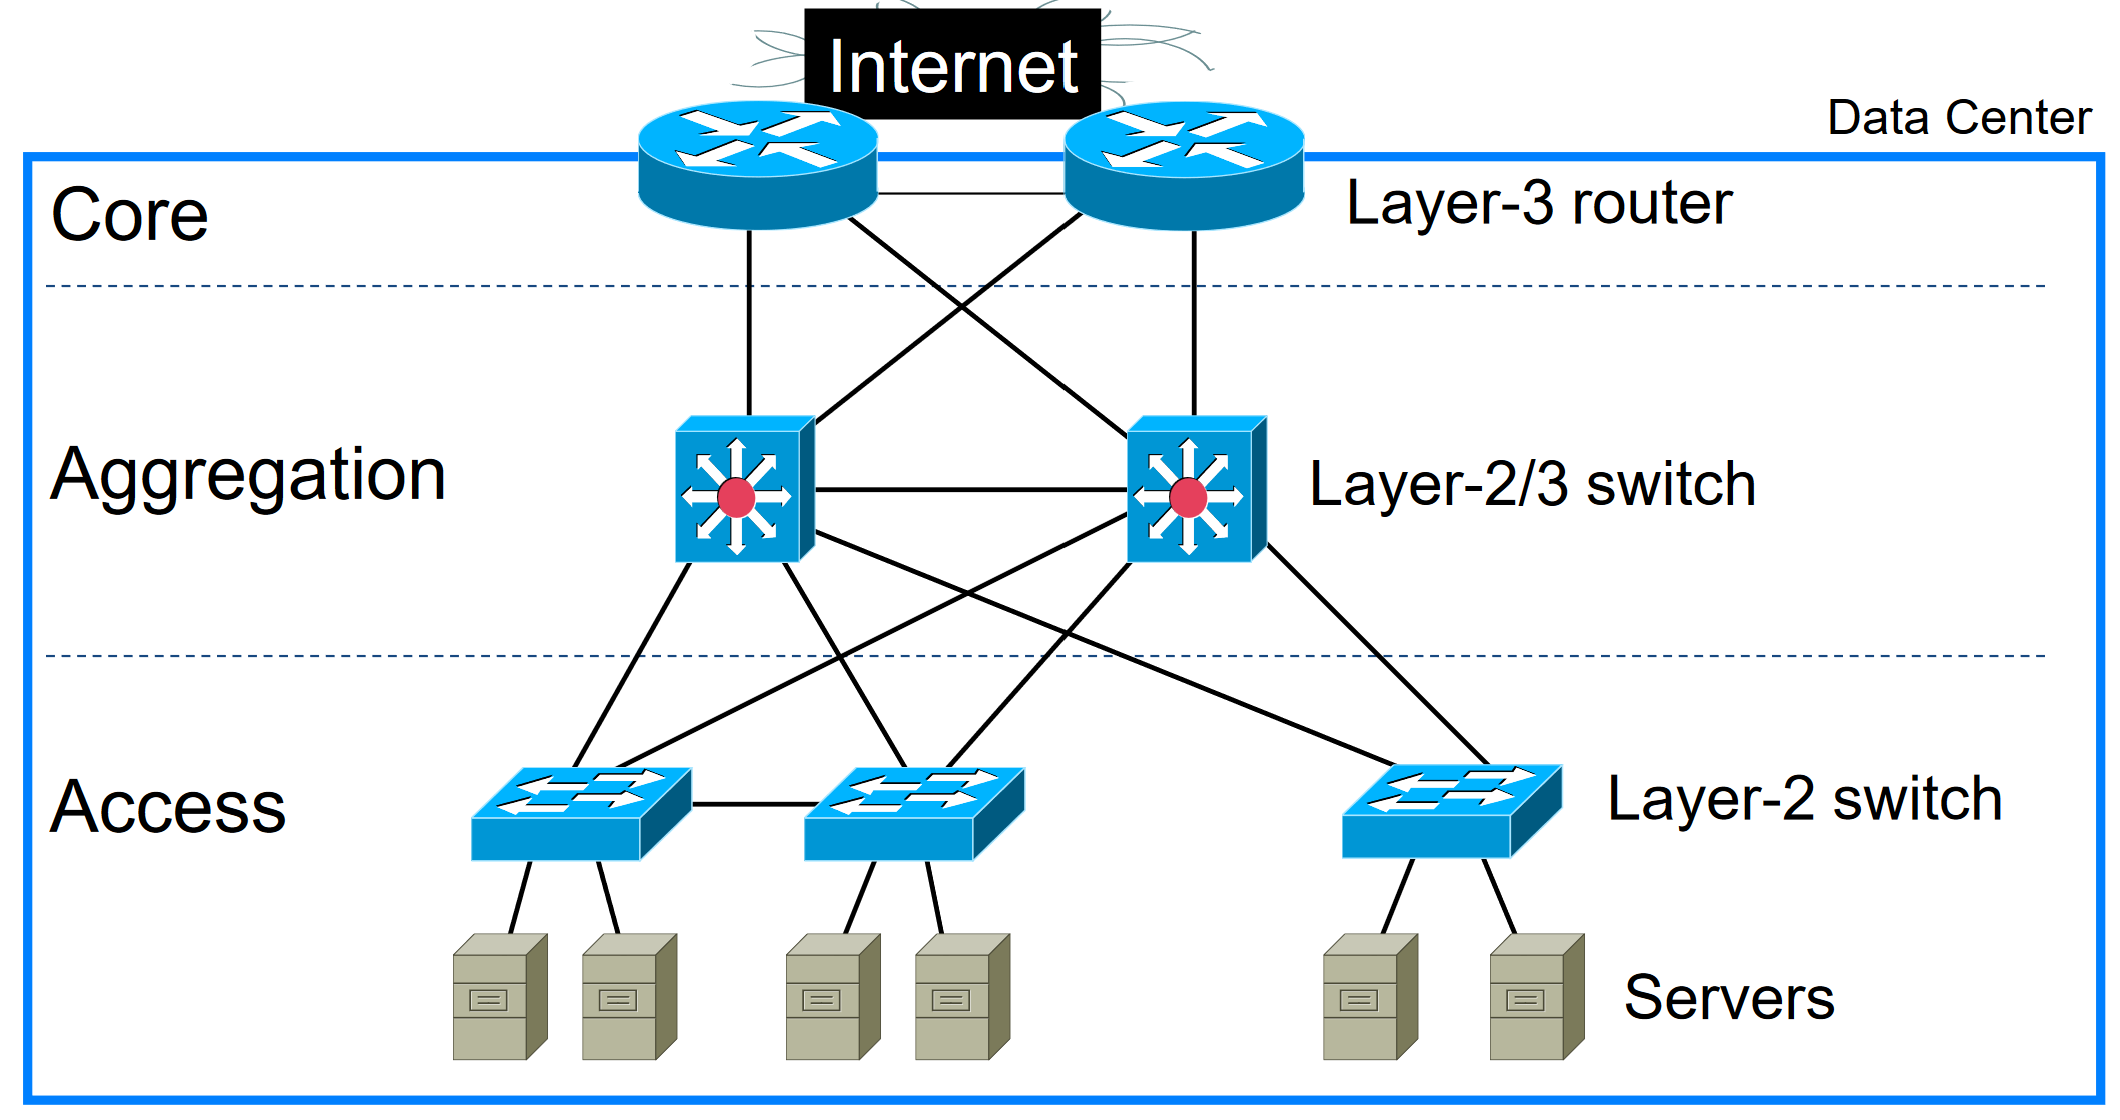 Internet
Data Center
Core
Layer-3 router
Aggregation
Layer-2/3 switch
Access
Layer-2 switch
Servers